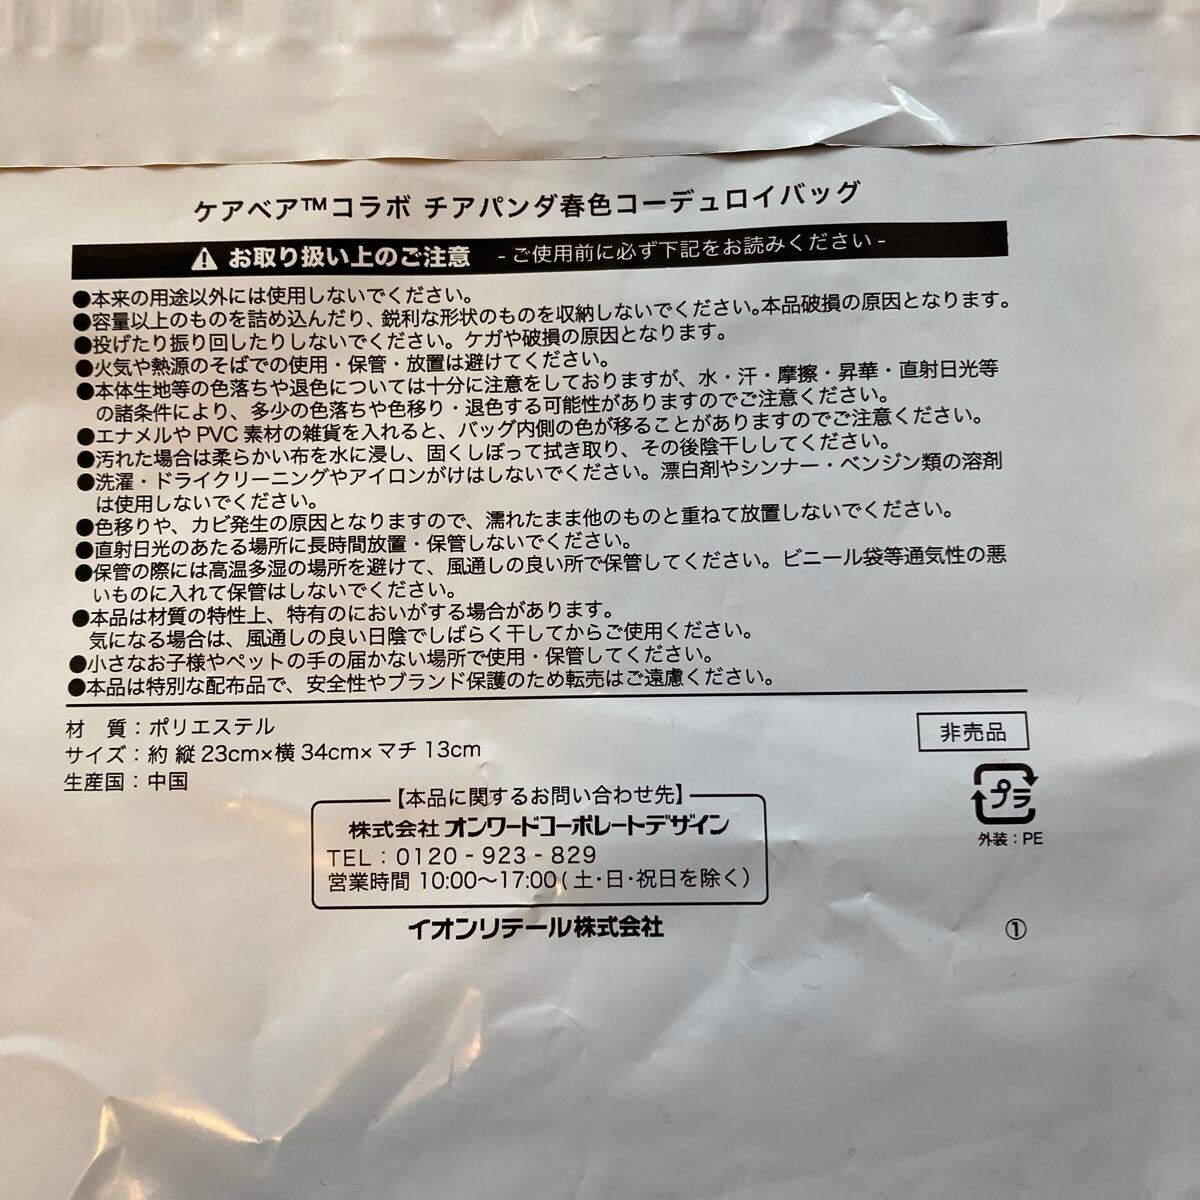 ケアベア™コラボ チアパンダ春色コーデュロイバッグ
⚠お取り扱い上のご注意 - ご使用前に必ず下記をお読みください -
●本来の用途以外には使用しないでください。
●容量以上のものを詰め込んだり、鋭利な形状のものを収納しないでください。本品破損の原因となります。
●投げたり振り回したりしないでください。ケガや破損の原因となります。
●火気や熱源のそばでの使用・保管・放置は避けてください。
●本体生地等の色落ちや退色については十分に注意をしておりますが、水・汗・摩擦・昇華・直射日光等
の諸条件により、多少の色落ちや色移り・退色する可能性がありますのでご注意ください。
●エナメルや PVC 素材の雑貨を入れると、バッグ内側の色が移ることがありますのでご注意ください。
●汚れた場合は柔らかい布を水に浸し、固くしぼって拭き取り、その後陰干ししてください。
●洗濯・ドライクリーニングやアイロンがけはしないでください。漂白剤やシンナー・ベンジン類の溶剤
は使用しないでください。
●色移りや、カビ発生の原因となりますので、濡れたまま他のものと重ねて放置しないでください。
●直射日光のあたる場所に長時間放置・保管しないでください。
●保管の際には高温多湿の場所を避けて、風通しの良い所で保管してください。ビニール袋等通気性の悪
いものに入れて保管はしないでください。
●本品は材質の特性上、特有のにおいがする場合があります。
気になる場合は、風通しの良い日陰でしばらく干してからご使用ください。
●小さなお子様やペットの手の届かない場所で使用・保管してください。
●本品は特別な配布品で、安全性やブランド保護のため転売はご遠慮ください。
材　質：ポリエステル
サイズ：約 縦23cm×横34cm×マチ13cm
生産国：中国
非売品
プラ
外装：PE
【本品に関するお問い合わせ先】
株式会社 オンワードコーポレートデザイン
TEL：0120 - 923 - 829
営業時間 10:00〜17:00（土・日・祝日を除く）
イオンリテール株式会社
①